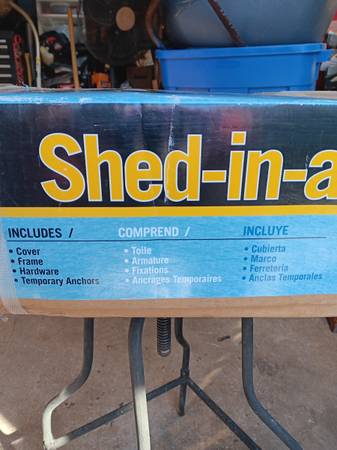 Shed-in-a
INCLUDES / COMPREND / INCLUYE
• Cover • Toile • Cubierta
• Frame • Armature • Marco
• Hardware • Fixations • Ferretería
• Temporary Anchors • Ancrages Temporaires • Anclas Temporales